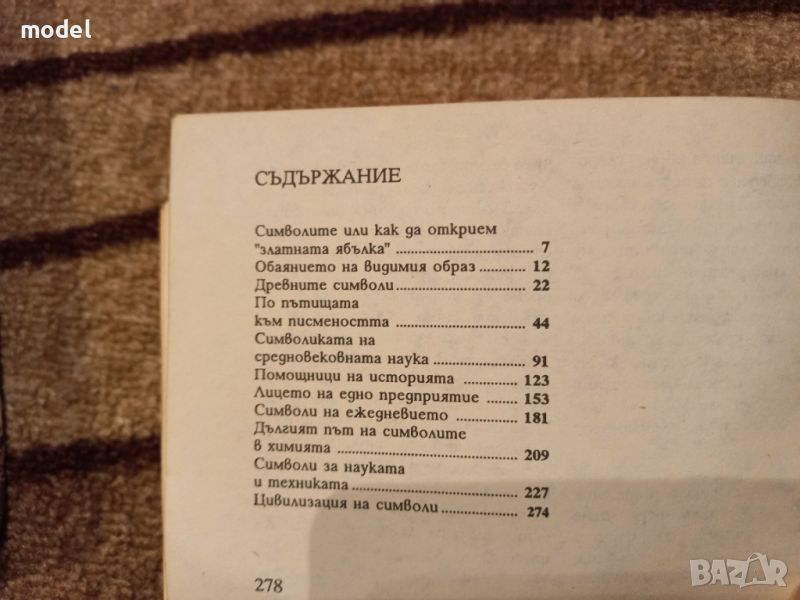 model
СЪДЪРЖАНИЕ
Символите или как да открием
"златната ябълка" ........................... 7
Обаянието на видимия образ ......... 12
Древните символи .......................... 22
По пътищата
към писмеността .......................... 44
Символиката на
средновековната наука .................. 91
Помощници на историята ............ 123
Лицето на едно предприятие ....... 153
Символи на ежедневието ............. 181
Дългият път на символите
в химията ..................................... 209
Символи за науката
и техниката ................................. 227
Цивилизация на символи ............... 274
278
BAZAR